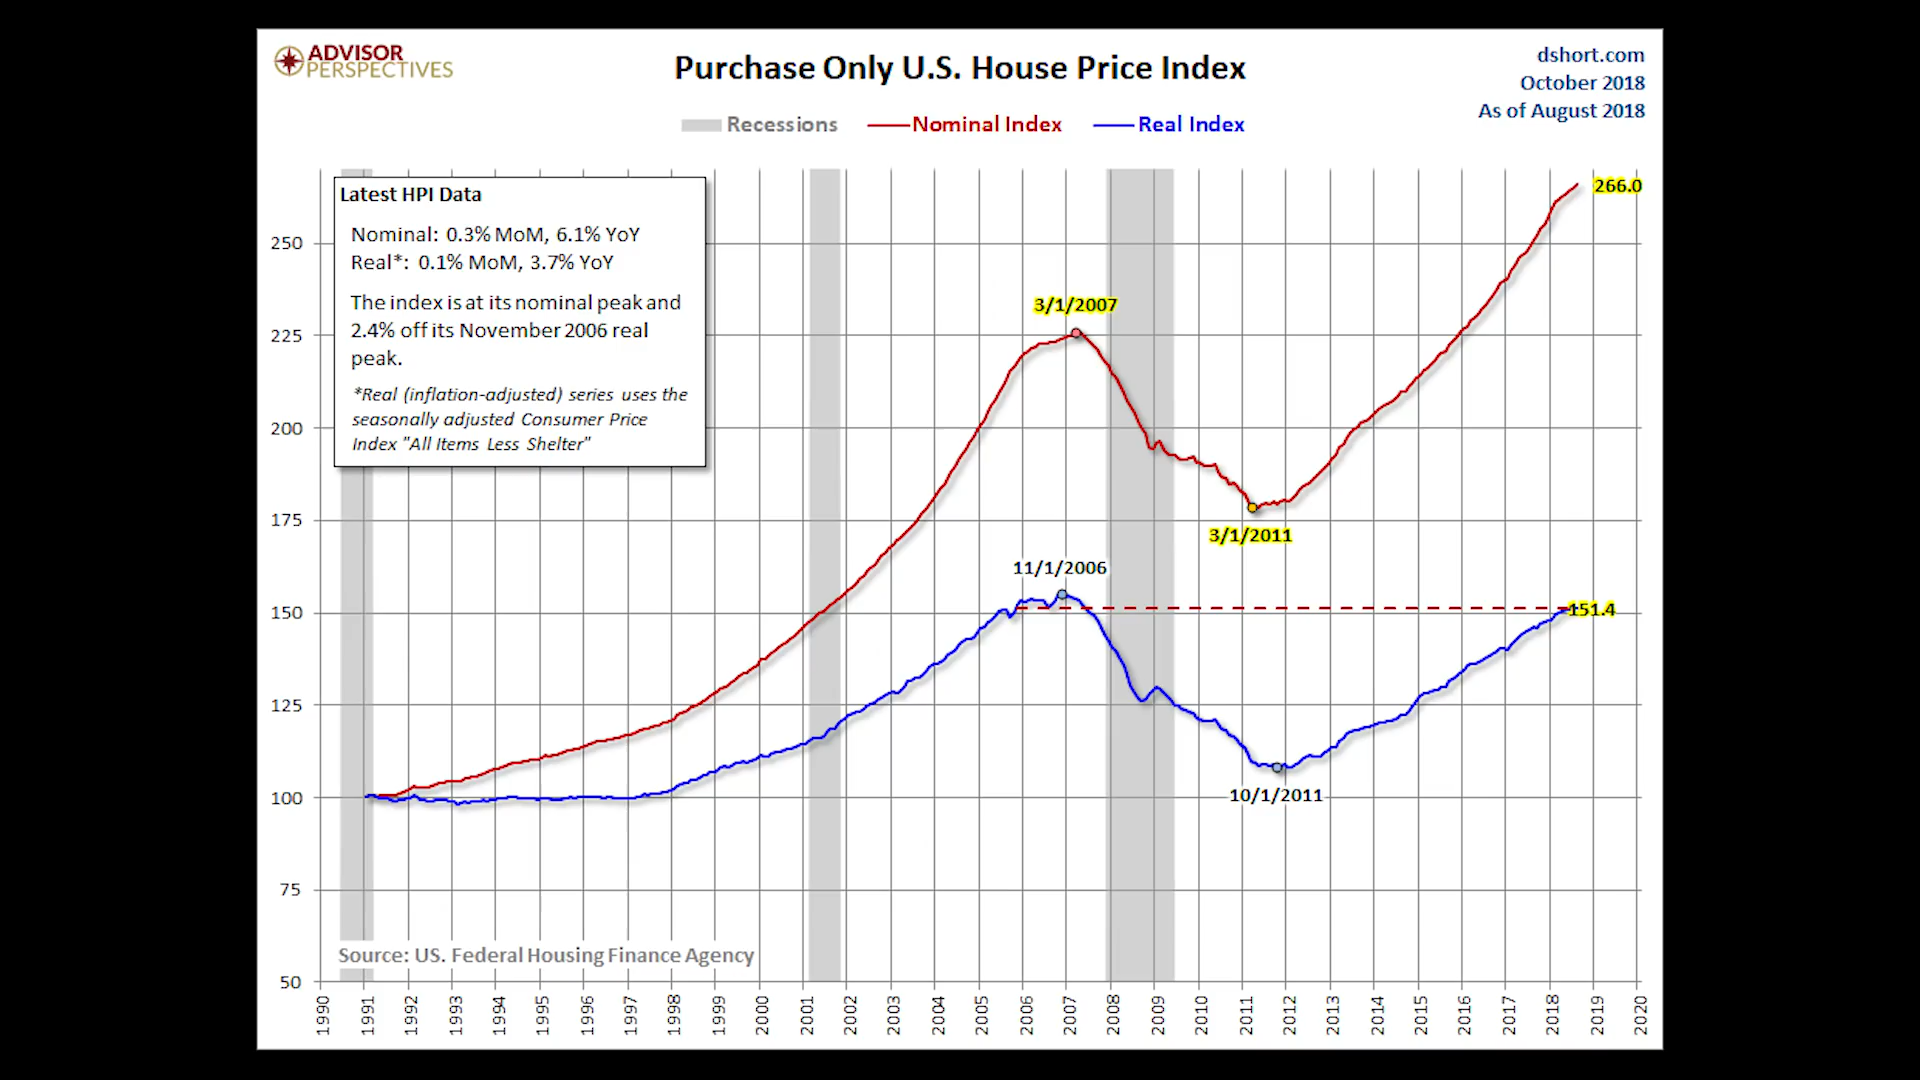 ADVISOR
PERSPECTIVES
Purchase Only U.S. House Price Index
dshort.com
October 2018
As of August 2018
Recessions
Nominal Index
Real Index
Latest HPI Data
Nominal: 0.3% MoM, 6.1% YoY
Real*: 0.1% MoM, 3.7% YoY
The index is at its nominal peak and
2.4% off its November 2006 real
peak.
*Real (inflation-adjusted) series uses the
seasonally adjusted Consumer Price
Index "All Items Less Shelter"
266.0
3/1/2007
3/1/2011
11/1/2006
151.4
10/1/2011
250
225
200
175
150
125
100
75
50
Source: US. Federal Housing Finance Agency
1990
1991
1992
1993
1994
1995
1996
1997
1998
1999
2000
2001
2002
2003
2004
2005
2006
2007
2008
2009
2010
2011
2012
2013
2014
2015
2016
2017
2018
2019
2020